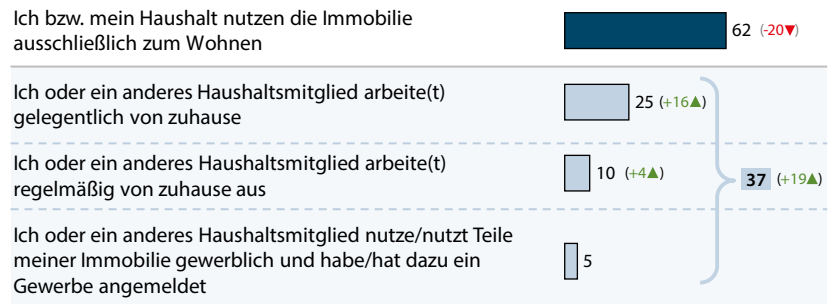 Ich bzw. mein Haushalt nutzen die Immobilie
ausschließlich zum Wohnen
62 (-20▼)
Ich oder ein anderes Haushaltsmitglied arbeite(t)
gelegentlich von zuhause
25 (+16▲)
Ich oder ein anderes Haushaltsmitglied arbeite(t)
regelmäßig von zuhause aus
10 (+4▲)
37 (+19▲)
Ich oder ein anderes Haushaltsmitglied nutze/nutzt Teile
meiner Immobilie gewerblich und habe/hat dazu ein
Gewerbe angemeldet
5